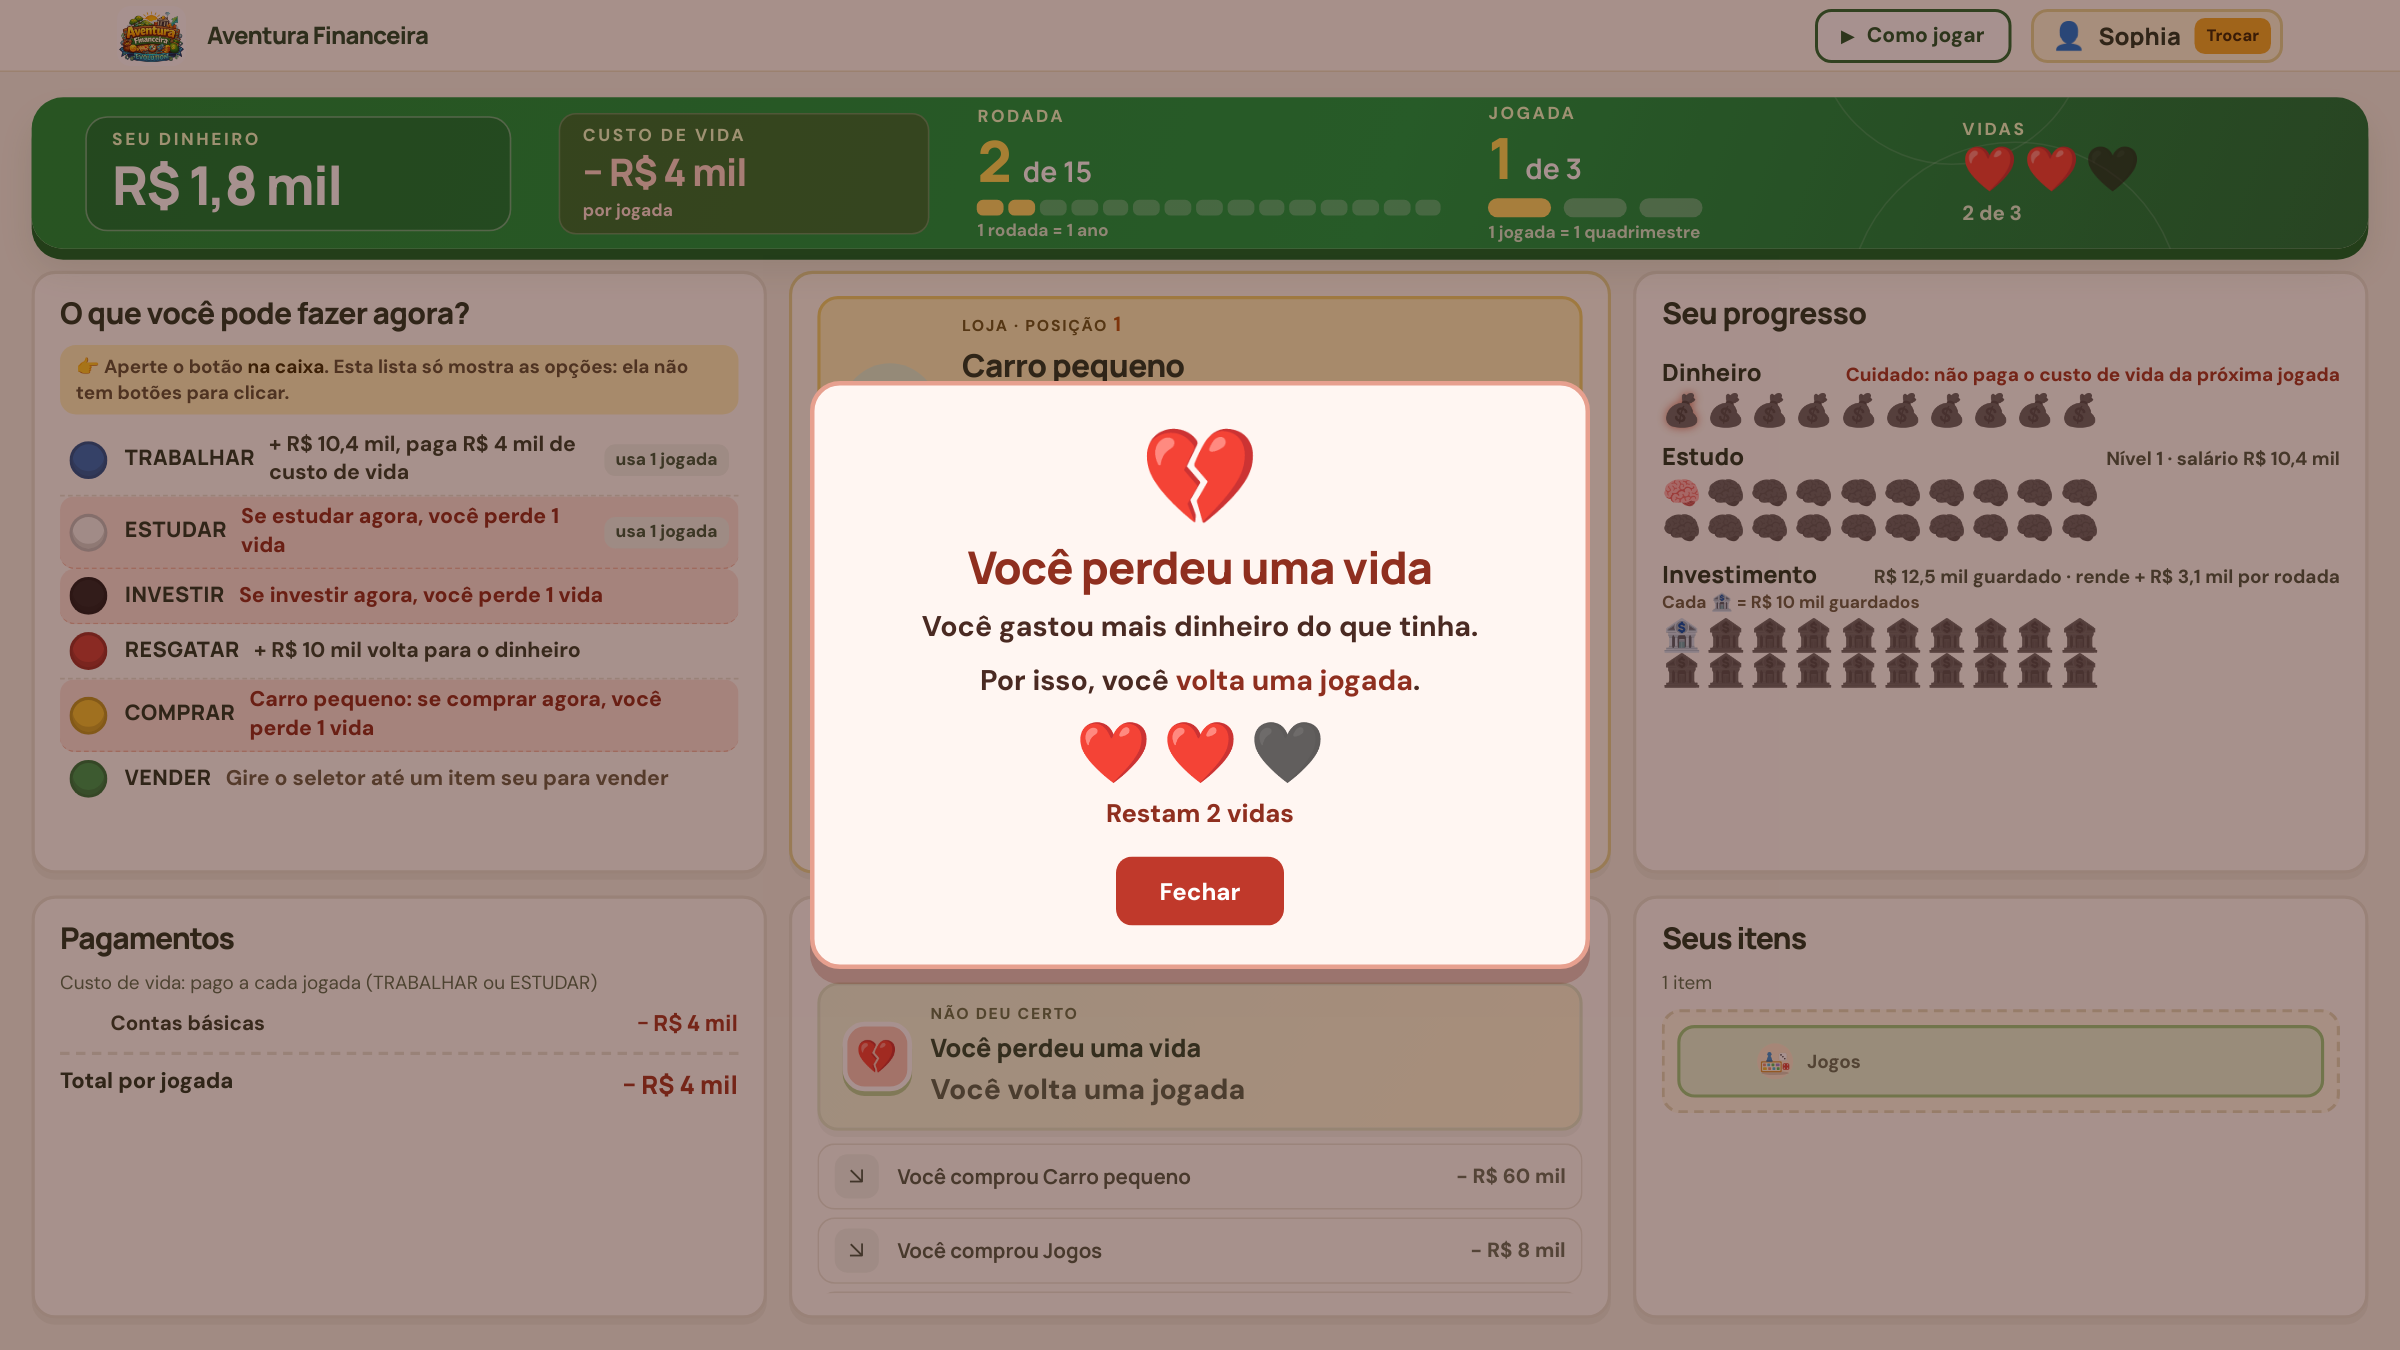 Aventura Financeira
Aventura Financeira
▶ Como jogar
Sophia
Trocar
SEU DINHEIRO
R$ 1,8 mil
CUSTO DE VIDA
− R$ 4 mil
por jogada
RODADA
2 de 15
1 rodada = 1 ano
JOGADA
1 de 3
1 jogada = 1 quadrimestre
VIDAS
2 de 3
O que você pode fazer agora?
👉 Aperte o botão na caixa. Esta lista só mostra as opções: ela não
tem botões para clicar.
TRABALHAR + R$ 10,4 mil, paga R$ 4 mil de
custo de vida
usa 1 jogada
ESTUDAR Se estudar agora, você perde 1
vida
usa 1 jogada
INVESTIR Se investir agora, você perde 1 vida
RESGATAR + R$ 10 mil volta para o dinheiro
COMPRAR Carro pequeno: se comprar agora, você
perde 1 vida
VENDER Gire o seletor até um item seu para vender
LOJA · POSIÇÃO 1
Carro pequeno
Você perdeu uma vida
Você gastou mais dinheiro do que tinha.
Por isso, você volta uma jogada.
Restam 2 vidas
Fechar
Seu progresso
Dinheiro
Cuidado: não paga o custo de vida da próxima jogada
Estudo
Nível 1 · salário R$ 10,4 mil
Investimento
R$ 12,5 mil guardado · rende + R$ 3,1 mil por rodada
Cada 🏦 = R$ 10 mil guardados
Pagamentos
Custo de vida: pago a cada jogada (TRABALHAR ou ESTUDAR)
Contas básicas − R$ 4 mil
Total por jogada − R$ 4 mil
NÃO DEU CERTO
Você perdeu uma vida
Você volta uma jogada
Você comprou Carro pequeno − R$ 60 mil
Você comprou Jogos − R$ 8 mil
Seus itens
1 item
Jogos